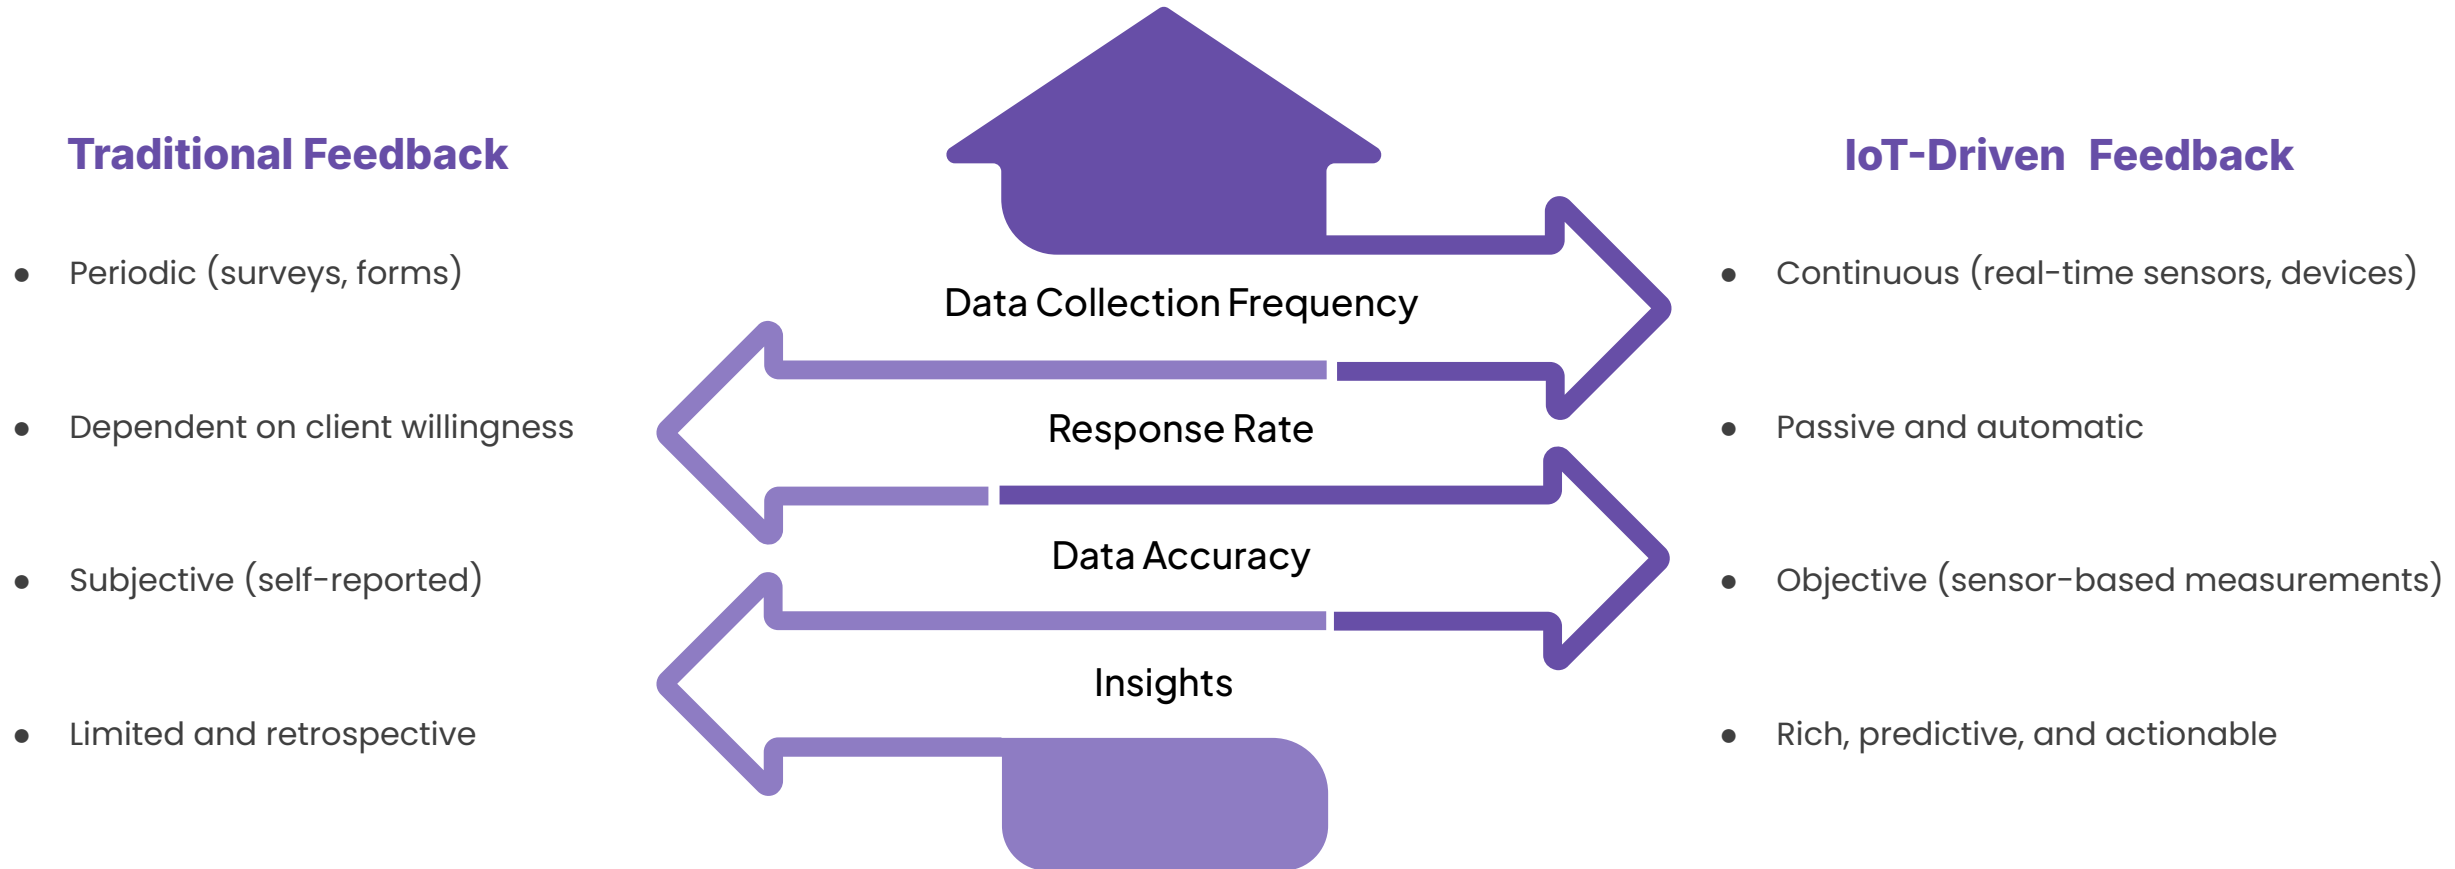 Traditional Feedback
● Periodic (surveys, forms)
● Dependent on client willingness
● Subjective (self-reported)
● Limited and retrospective
Data Collection Frequency
Response Rate
Data Accuracy
Insights
IoT-Driven Feedback
● Continuous (real-time sensors, devices)
● Passive and automatic
● Objective (sensor-based measurements)
● Rich, predictive, and actionable